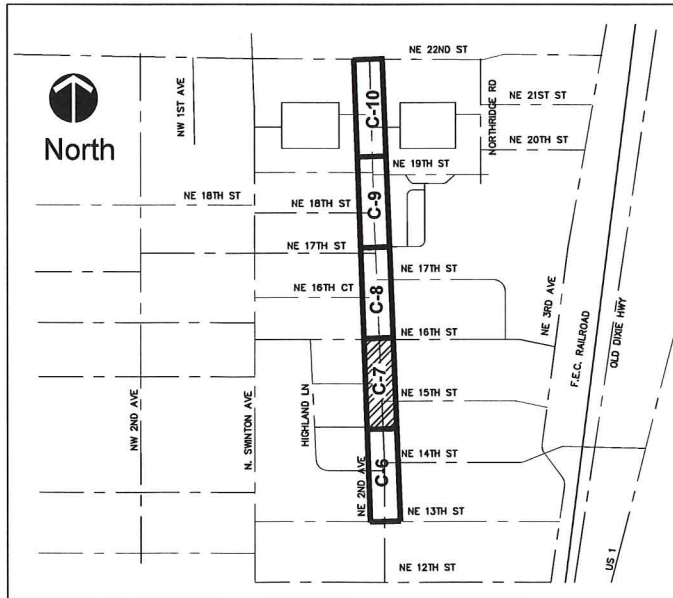 NE 22ND ST
NW 1ST AVE
NORTHRIDGE RD
NE 21ST ST
C-10
North
NE 20TH ST
NE 19TH ST
NE 18TH ST
NE 18TH ST
C-9
NE 17TH ST
NE 17TH ST
NE 16TH CT
C-8
NE 3RD AVE
F.E.C. RAILROAD
OLD DIXIE HWY
NE 16TH ST
NW 2ND AVE
N. SWINTON AVE
HIGHLAND LN
C-7
NE 15TH ST
NE 2ND AVE
C-6
NE 14TH ST
NE 13TH ST
NE 12TH ST
US 1